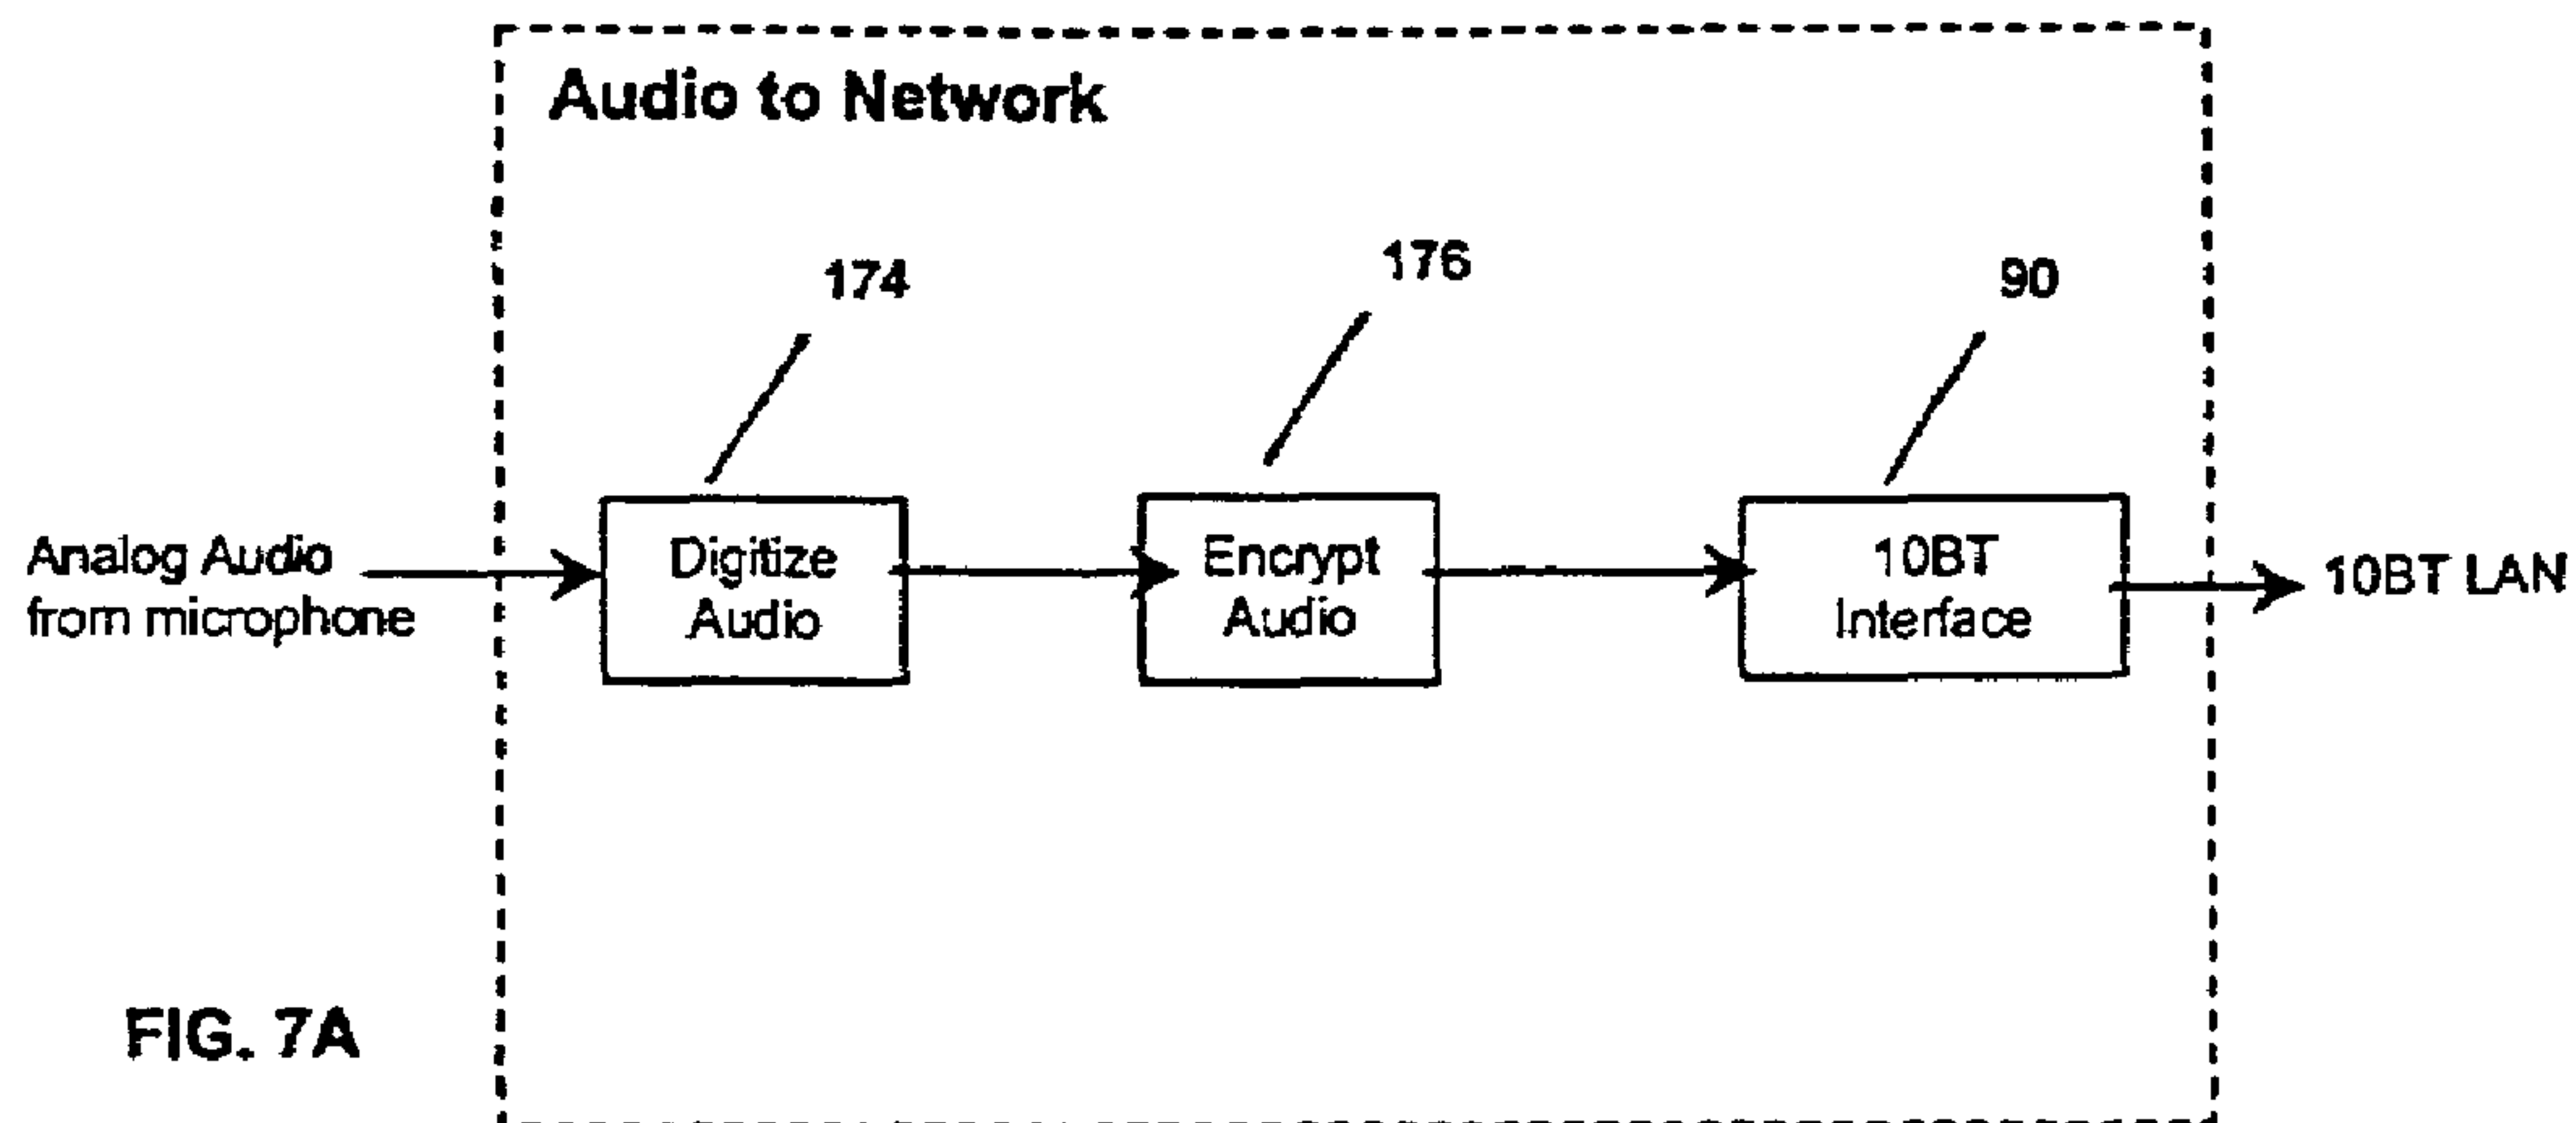 Audio to Network
174
176
90
Analog Audio
from microphone
Digitize
Audio
Encrypt
Audio
10BT
Interface
10BT LAN
FIG. 7A